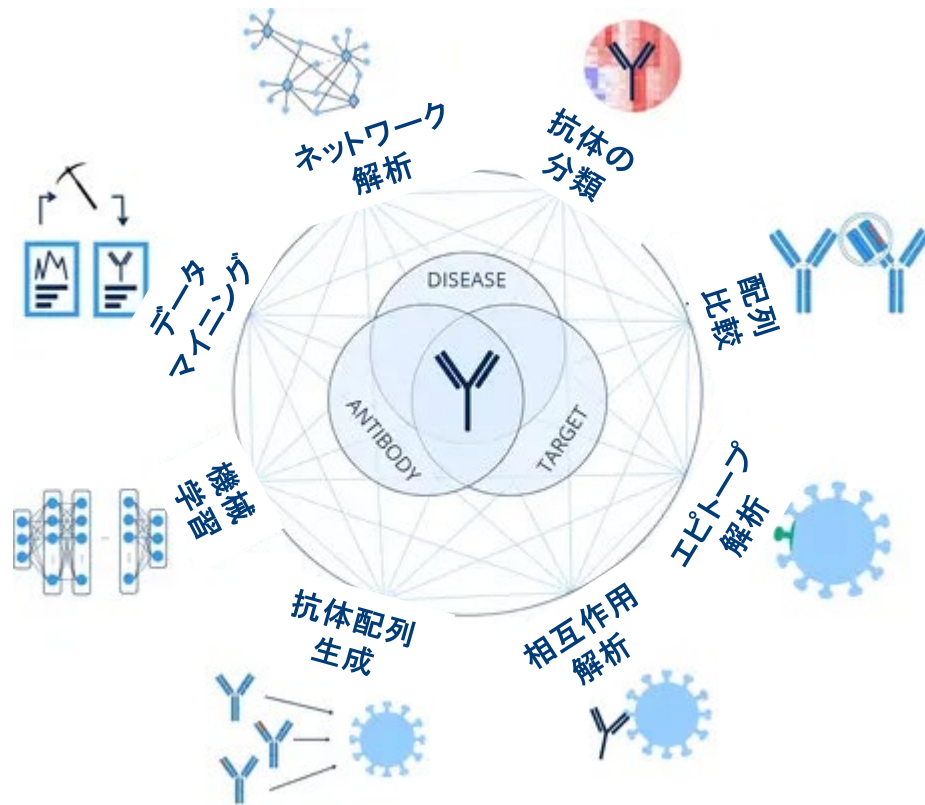 ネットワーク
解析
抗体の
分類
データ
マイニング
DISEASE
配列
比較
ANTIBODY
TARGET
機械
学習
エピトープ
解析
抗体配列
生成
相互作用
解析